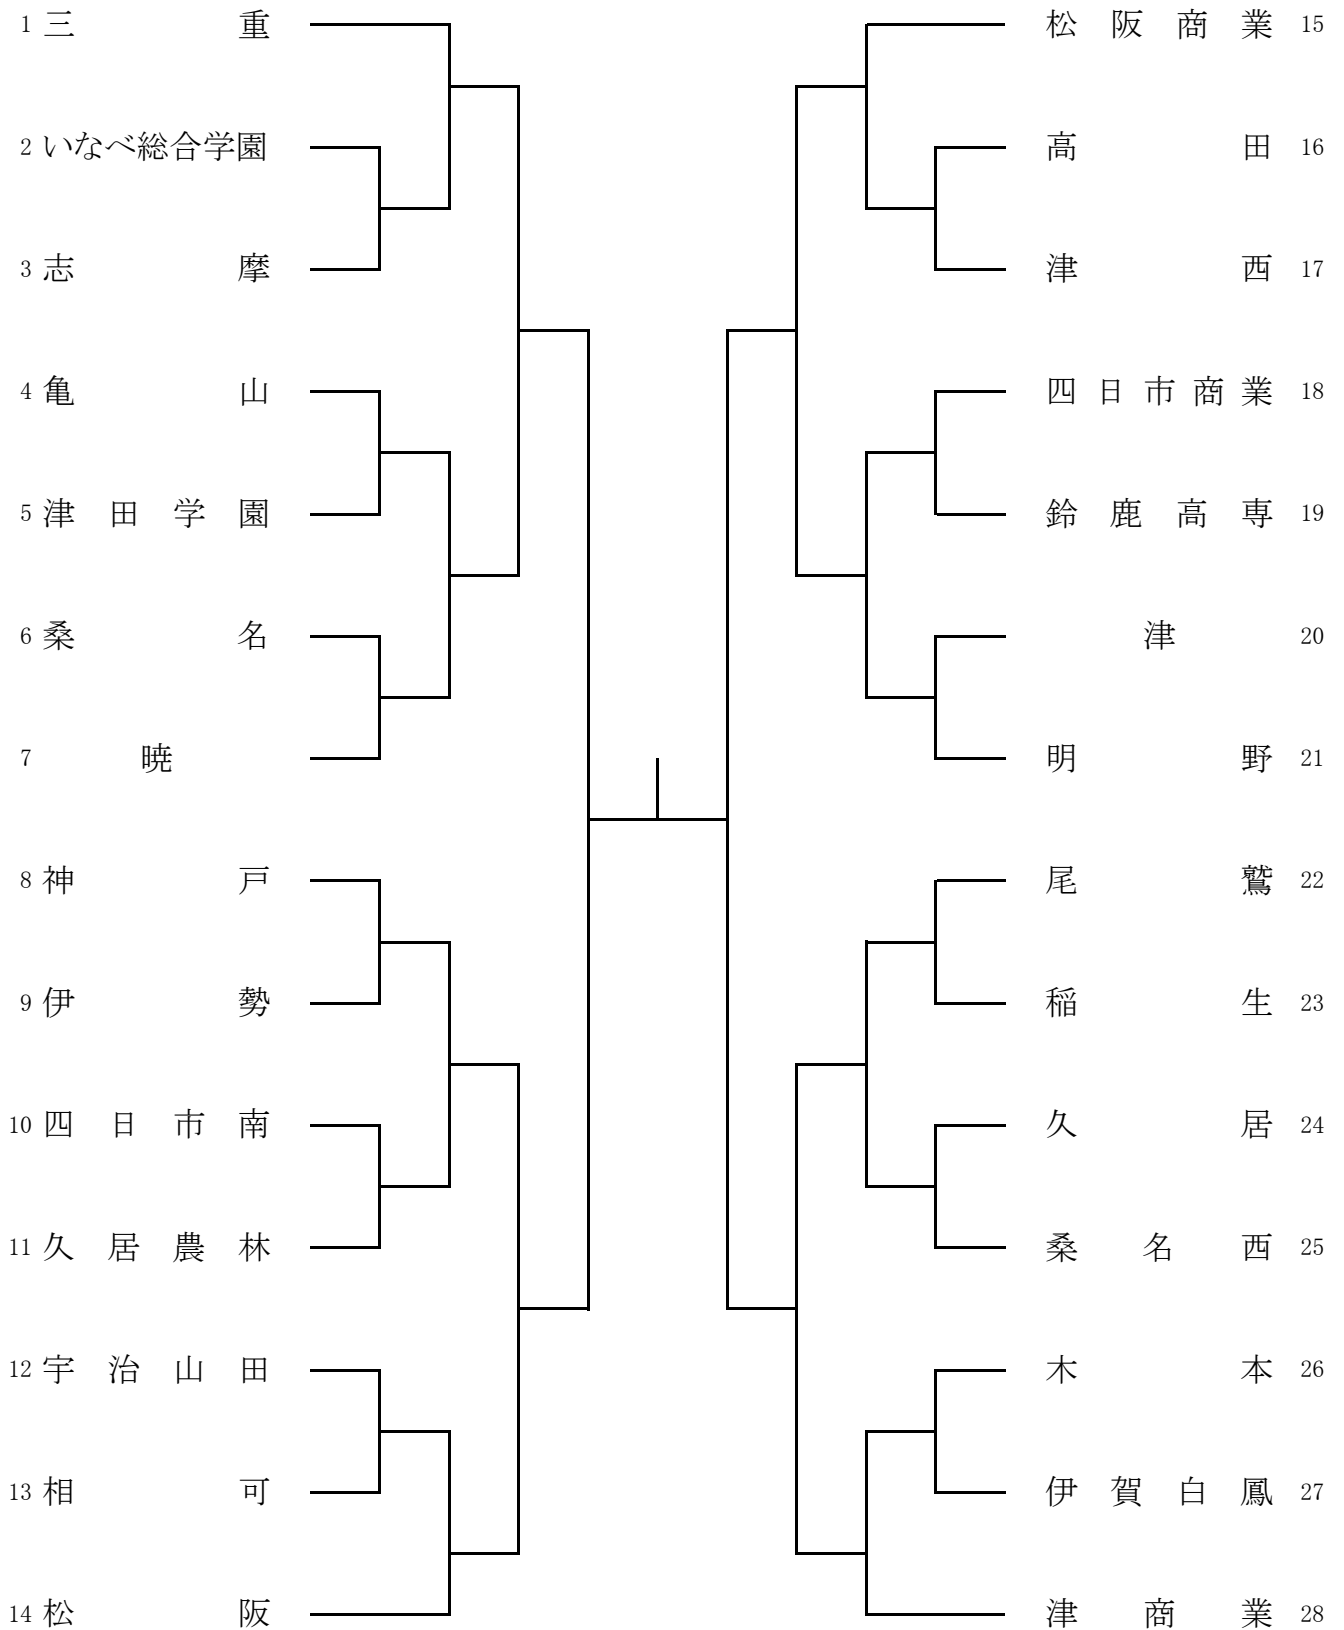 1 三重
2 いなべ総合学園
3 志摩
4 亀山
5 津田学園
6 桑名
7 暁
8 神戸
9 伊勢
10 四日市南
11 久居農林
12 宇治山田
13 相可
14 松阪
松阪商業 15
高田 16
津西 17
四日市商業 18
鈴鹿高専 19
津 20
明野 21
尾鷲 22
稲生 23
久居 24
桑名西 25
木本 26
伊賀白鳳 27
津商業 28